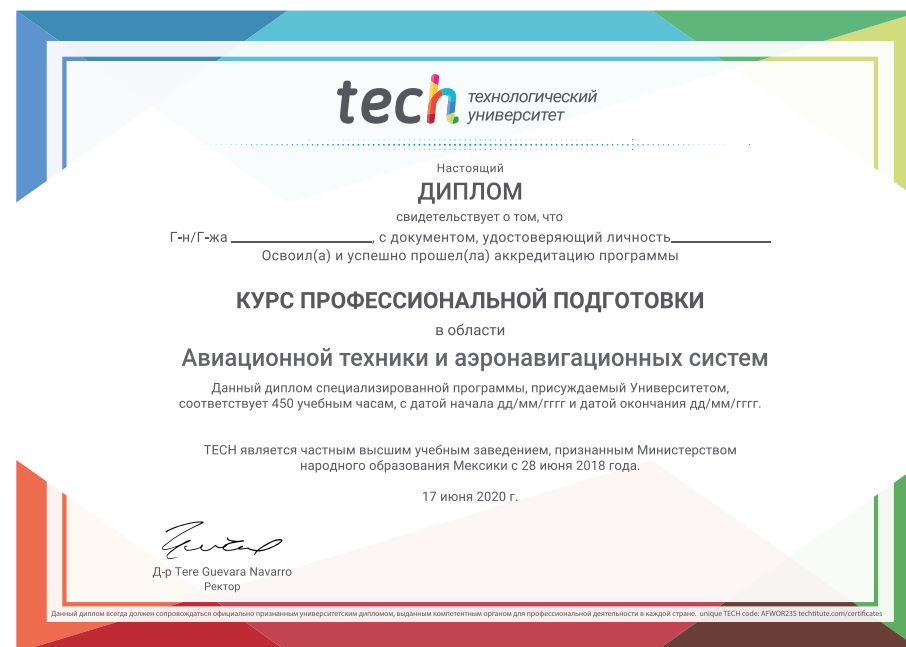 tech технологический
университет
Настоящий
ДИПЛОМ
свидетельствует о том, что
Г-н/Г-жа ____________________, с документом, удостоверяющий личность______________
Освоил(а) и успешно прошел(ла) аккредитацию программы
КУРС ПРОФЕССИОНАЛЬНОЙ ПОДГОТОВКИ
в области
Авиационной техники и аэронавигационных систем
Данный диплом специализированной программы, присуждаемый Университетом,
соответствует 450 учебным часам, с датой начала дд/мм/гггг и датой окончания дд/мм/гггг.
TECH является частным высшим учебным заведением, признанным Министерством
народного образования Мексики с 28 июня 2018 года.
17 июня 2020 г.
Д-р Tere Guevara Navarro
Ректор
Данный диплом всегда должен сопровождаться официально признанным университетским дипломом, выданным компетентным органом для профессиональной деятельности в каждой стране. unique TECH code: AFWOR23S techtitute.com/certificates